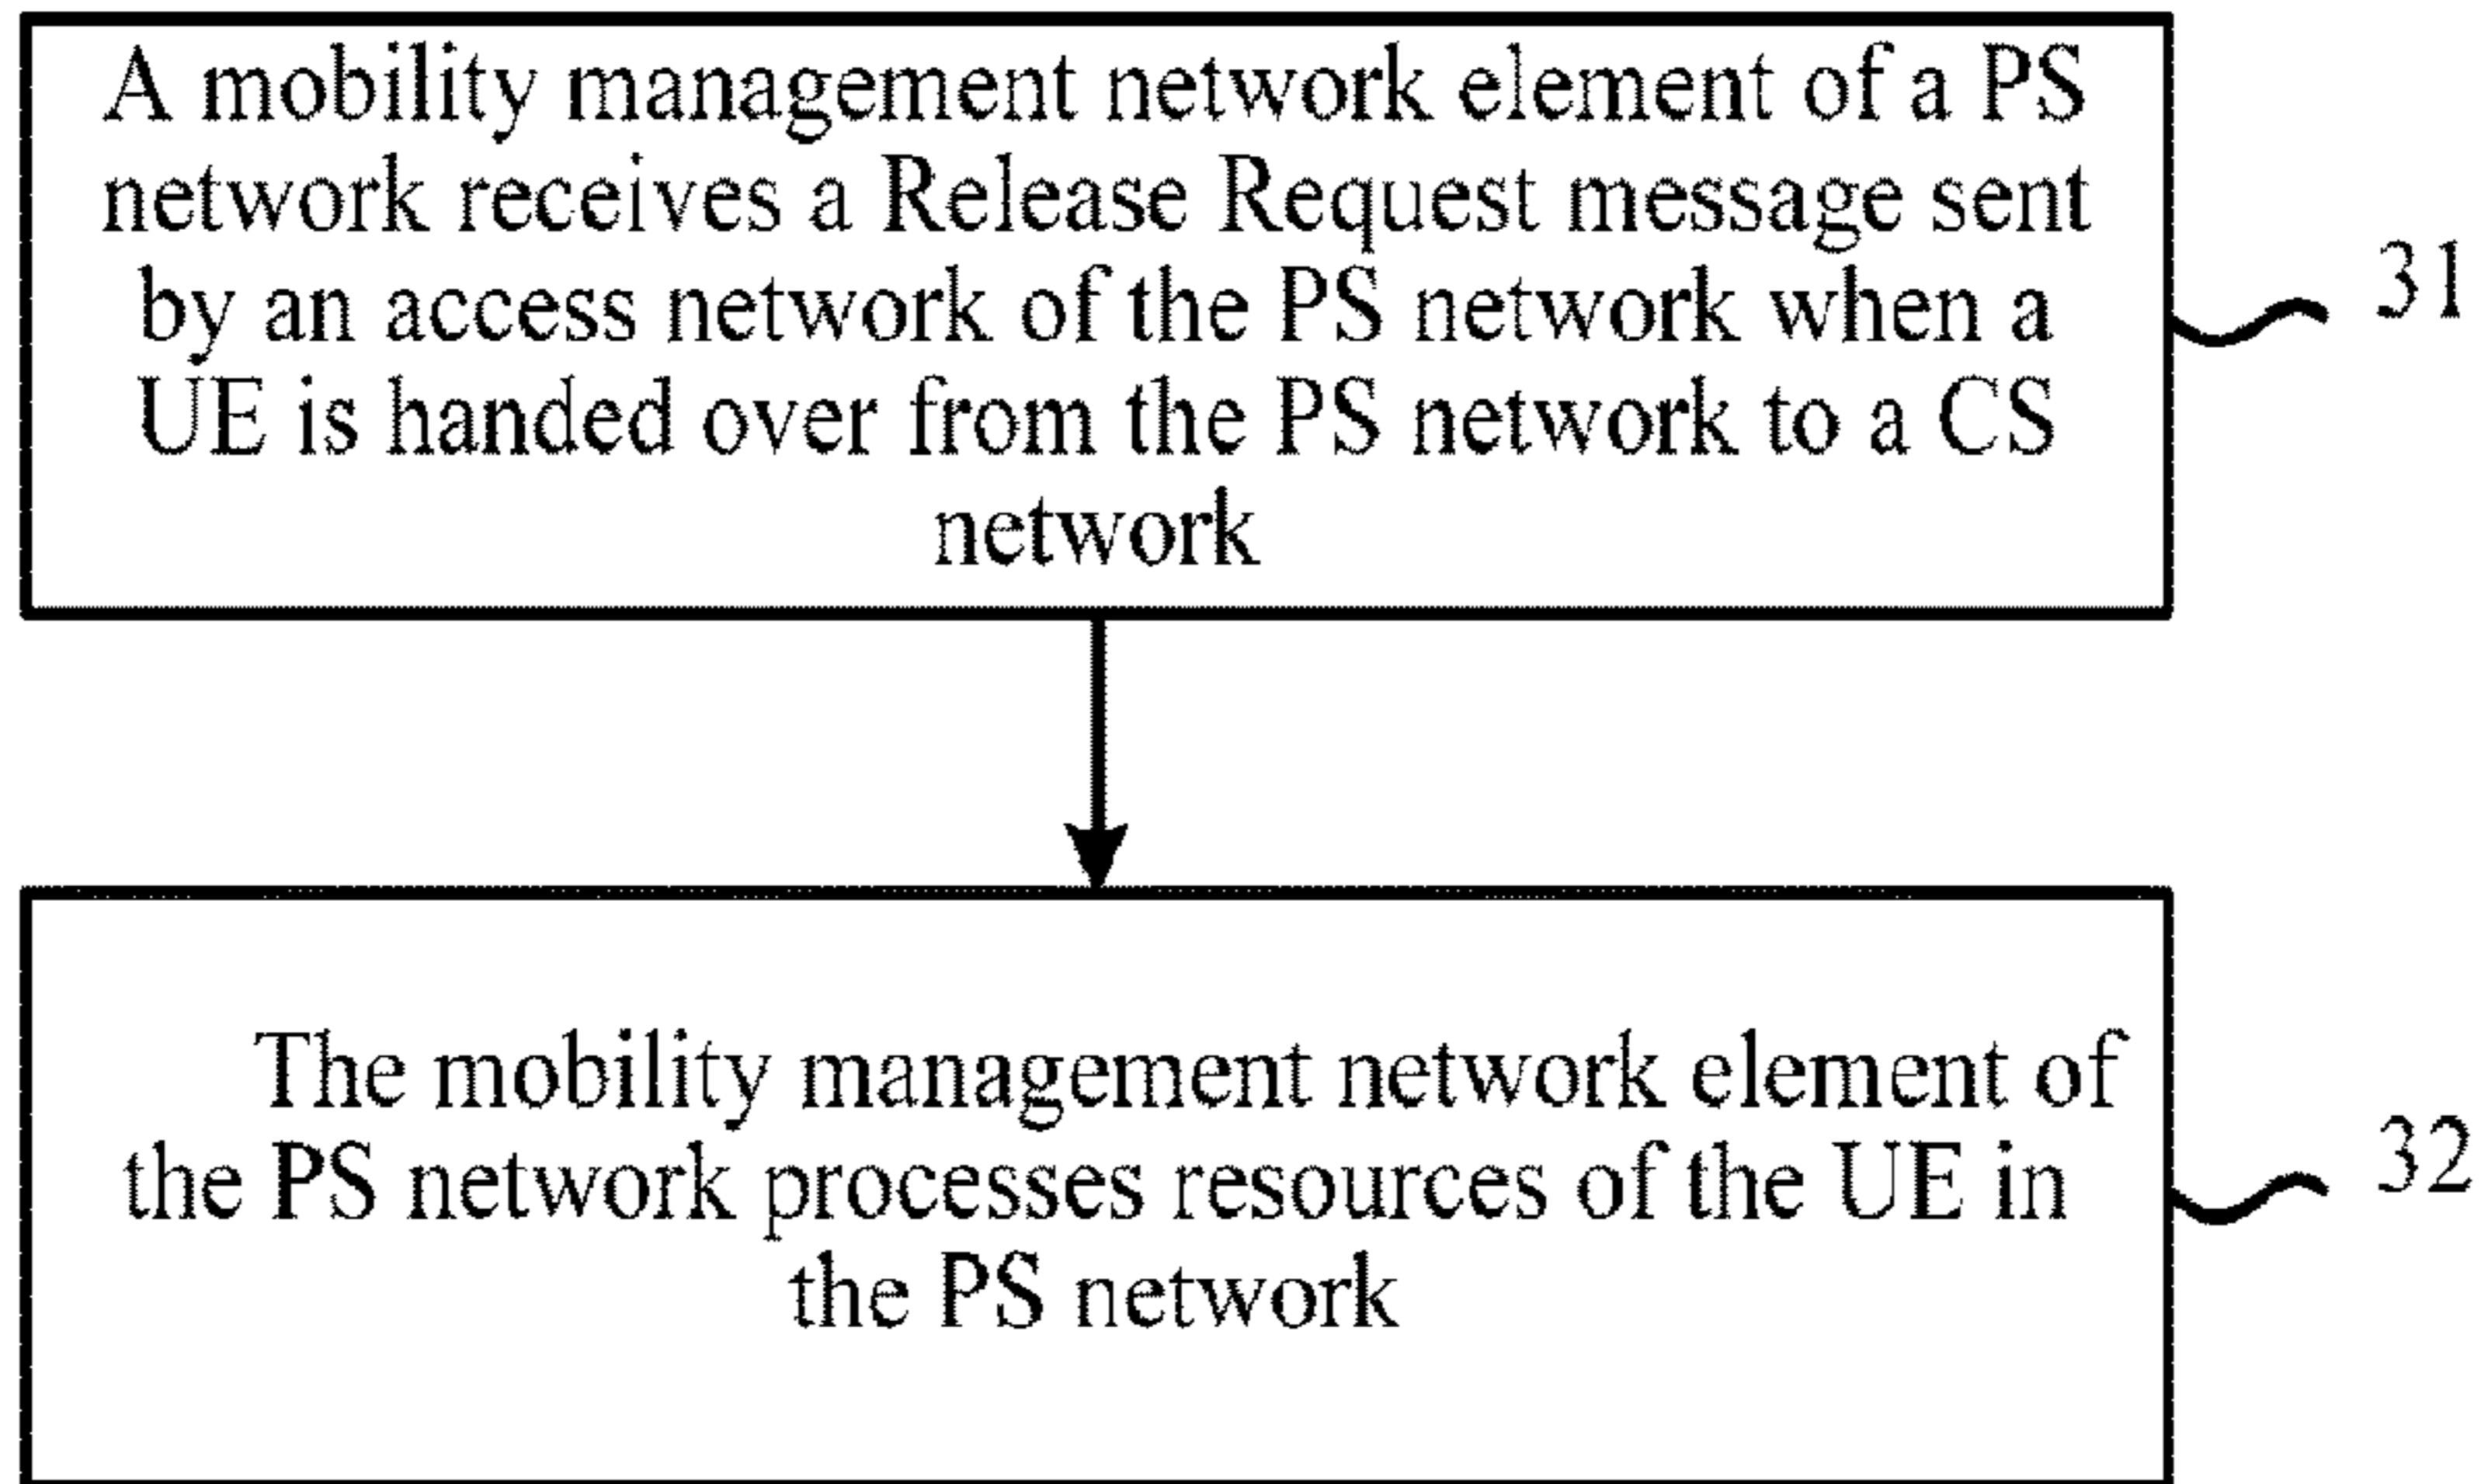 A mobility management network element of a PS
network receives a Release Request message sent
by an access network of the PS network when a
UE is handed over from the PS network to a CS
network
31
The mobility management network element of
the PS network processes resources of the UE in
the PS network
32